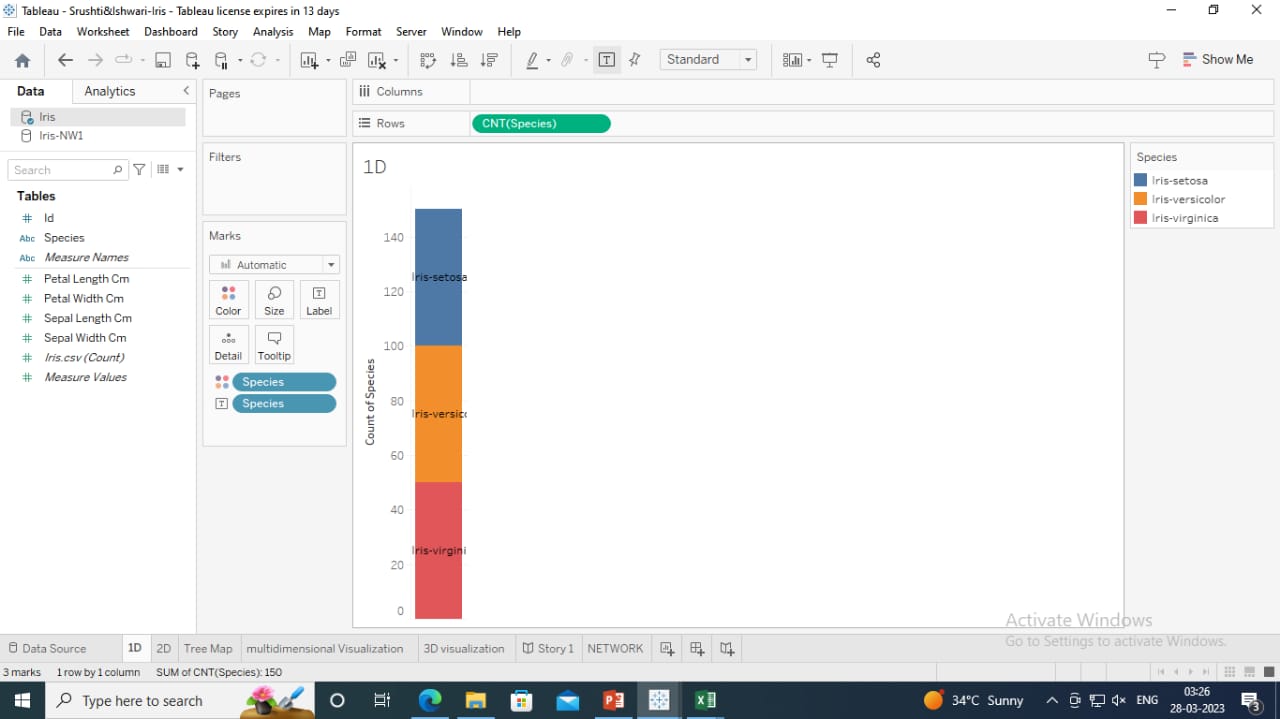 Tableau - Srushti&Ishwari-Iris - Tableau license expires in 13 days
File Data Worksheet Dashboard Story Analysis Map Format Server Window Help
Standard
Show Me
Data Analytics
Iris
Iris-NW1
Search
Tables
Id
Abc Species
Abc Measure Names
Petal Length Cm
Petal Width Cm
Sepal Length Cm
Sepal Width Cm
Iris.csv (Count)
Measure Values
Pages
Filters
Marks
Automatic
Color Size Label
Detail Tooltip
Species
Species
Columns
Rows CNT(Species)
1D
Count of Species
140
120
100
80
60
40
20
0
Iris-setosa
Iris-versicc
Iris-virgini
Species
Iris-setosa
Iris-versicolor
Iris-virginica
Activate Windows
Go to Settings to activate Windows.
Data Source 1D 2D Tree Map multidimensional Visualization 3D visualization Story 1 NETWORK
3 marks 1 row by 1 column SUM of CNT(Species): 150
Type here to search
34°C Sunny
ENG
03:26
28-03-2023
3